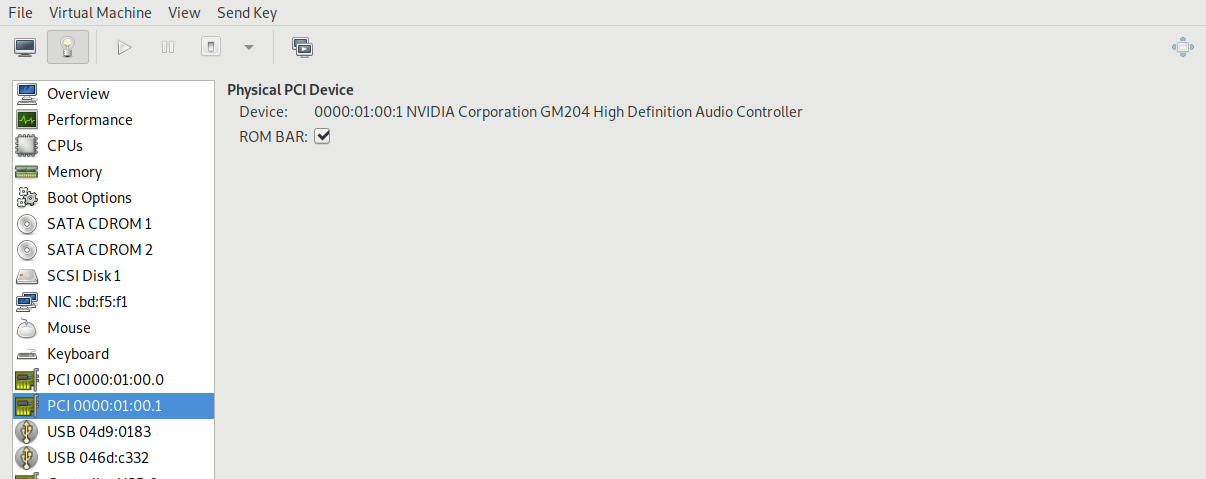 File Virtual Machine View Send Key
Overview
Performance
CPUs
Memory
Boot Options
SATA CDROM 1
SATA CDROM 2
SCSI Disk 1
NIC :bd:f5:f1
Mouse
Keyboard
PCI 0000:01:00.0
PCI 0000:01:00.1
USB 04d9:0183
USB 046d:c332
Physical PCI Device
Device: 0000:01:00:1 NVIDIA Corporation GM204 High Definition Audio Controller
ROM BAR: